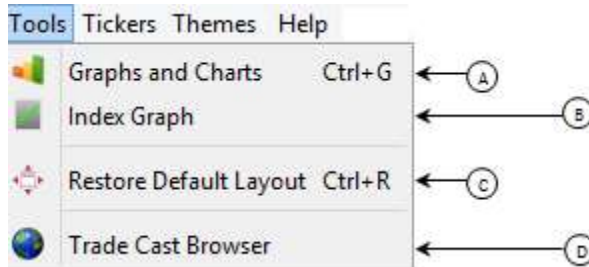 Tools Tickers Themes Help
Graphs and Charts Ctrl+G A
Index Graph B
Restore Default Layout Ctrl+R C
Trade Cast Browser D